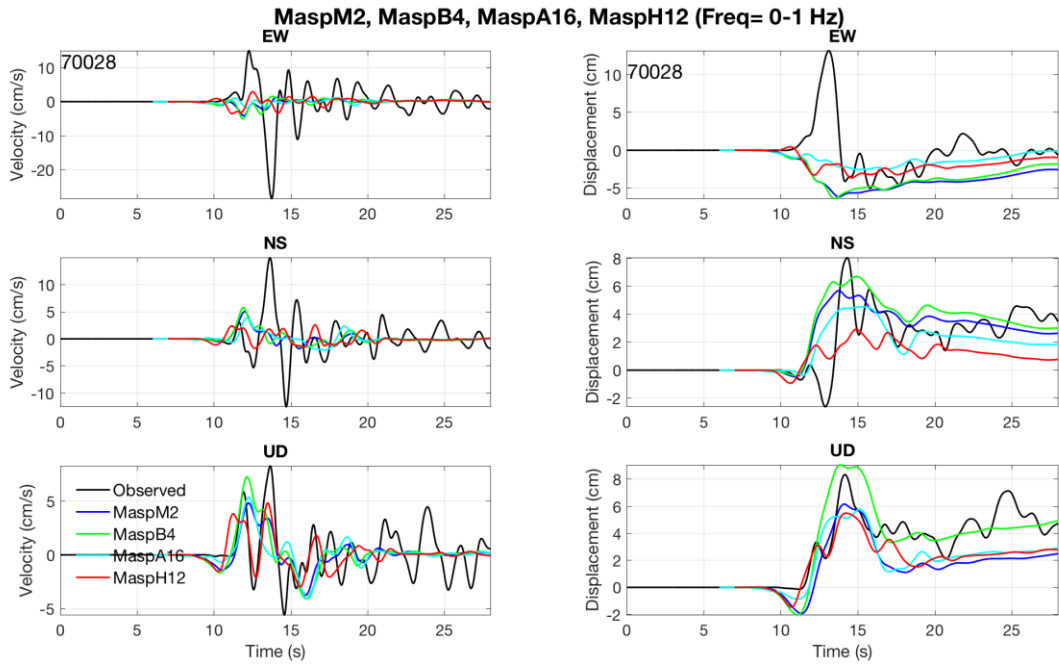 MaspM2, MaspB4, MaspA16, MaspH12 (Freq= 0-1 Hz)
EW
70028
Velocity (cm/s)
10
0
-10
-20
0 5 10 15 20 25
EW
70028
Displacement (cm)
10
5
0
-5
0 5 10 15 20 25
NS
Velocity (cm/s)
10
5
0
-5
-10
0 5 10 15 20 25
NS
Displacement (cm)
8
6
4
2
0
-2
0 5 10 15 20 25
UD
Velocity (cm/s)
5
0
-5
Observed
MaspM2
MaspB4
MaspA16
MaspH12
0 5 10 15 20 25
Time (s)
UD
Displacement (cm)
8
6
4
2
0
-2
0 5 10 15 20 25
Time (s)